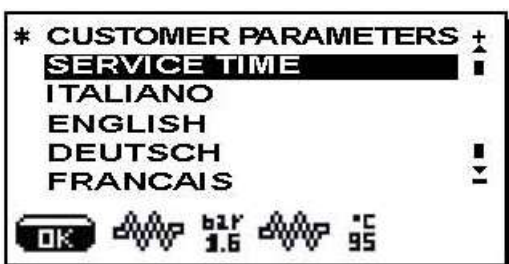 * CUSTOMER PARAMETERS +
SERVICE TIME
ITALIANO
ENGLISH
DEUTSCH
FRANCAIS -
OK bar 1.6 °C 95